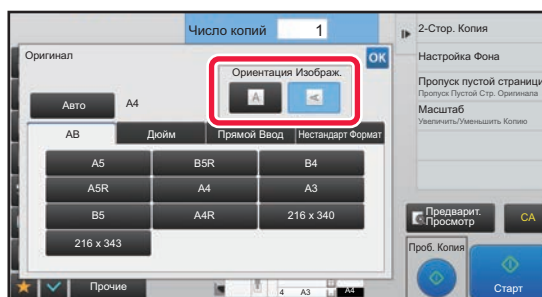 Число копий 1
2-Стор. Копия
Оригинал
OK
Настройка Фона
Ориентация Изображ.
A A
Пропуск пустой страници
Пропуск Пустой Стр. Оригинала
Авто A4
Масштаб
Увеличить/Уменьшить Копию
AB Дюйм Прямой Ввод Нестандарт Формат
A5 B5R B4
A5R A4 A3
B5 A4R 216 x 340
216 x 343
Предварит.
Просмотр
CA
Проб. Копия
Прочие
4 A3 A4
Старт